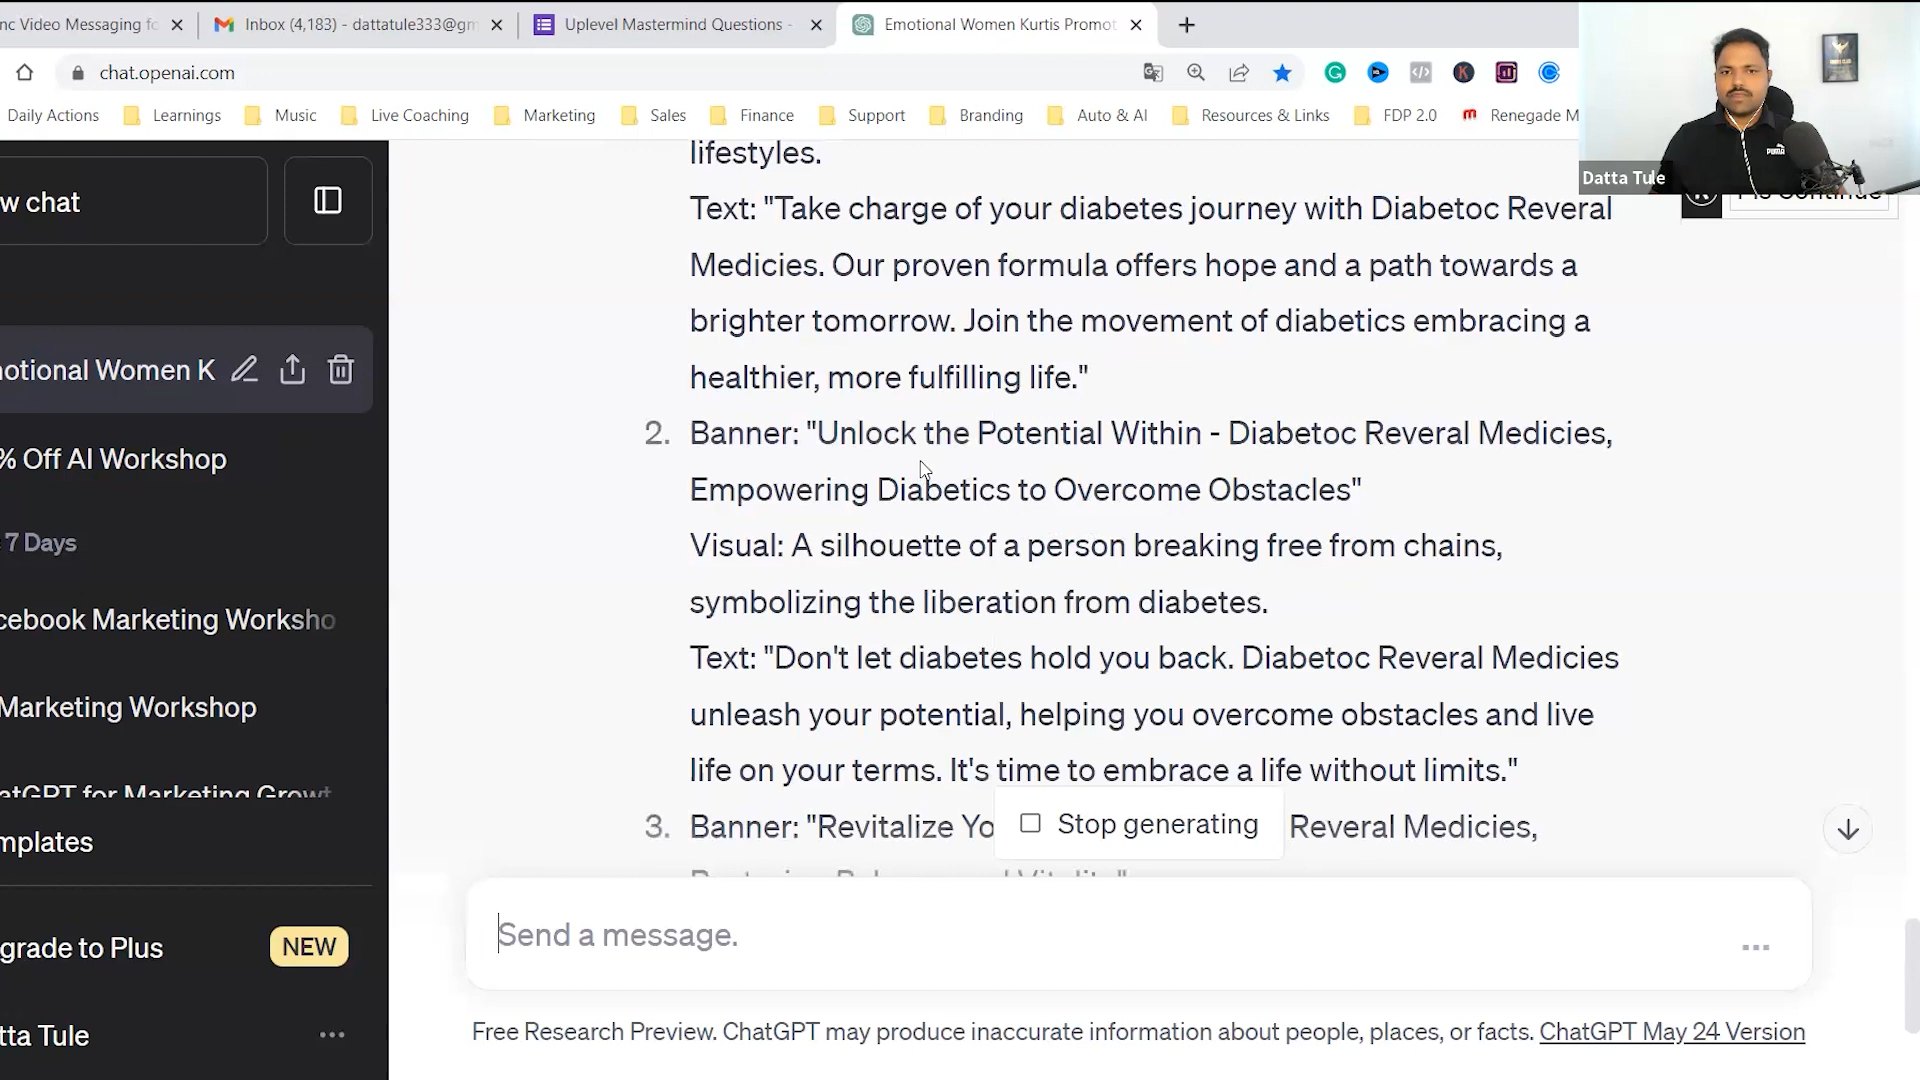 nc Video Messaging fo
Inbox (4,183) - dattatule333@gm
Uplevel Mastermind Questions -
Emotional Women Kurtis Promot
chat.openai.com
Daily Actions
Learnings
Music
Live Coaching
Marketing
Sales
Finance
Support
Branding
Auto & AI
Resources & Links
FDP 2.0
Renegade M
PUMA
Datta Tule
w chat
notional Women K
% Off AI Workshop
7 Days
cebook Marketing Worksho
Marketing Workshop
atGPT for Marketing Growt
mplates
grade to Plus
NEW
tta Tule
lifestyles.
Text: "Take charge of your diabetes journey with Diabetoc Reveral
Medicies. Our proven formula offers hope and a path towards a
brighter tomorrow. Join the movement of diabetics embracing a
healthier, more fulfilling life."
2. Banner: "Unlock the Potential Within - Diabetoc Reveral Medicies,
Empowering Diabetics to Overcome Obstacles"
Visual: A silhouette of a person breaking free from chains,
symbolizing the liberation from diabetes.
Text: "Don't let diabetes hold you back. Diabetoc Reveral Medicies
unleash your potential, helping you overcome obstacles and live
life on your terms. It's time to embrace a life without limits."
3. Banner: "Revitalize Yo
Reveral Medicies,
Stop generating
Send a message.
Free Research Preview. ChatGPT may produce inaccurate information about people, places, or facts. ChatGPT May 24 Version